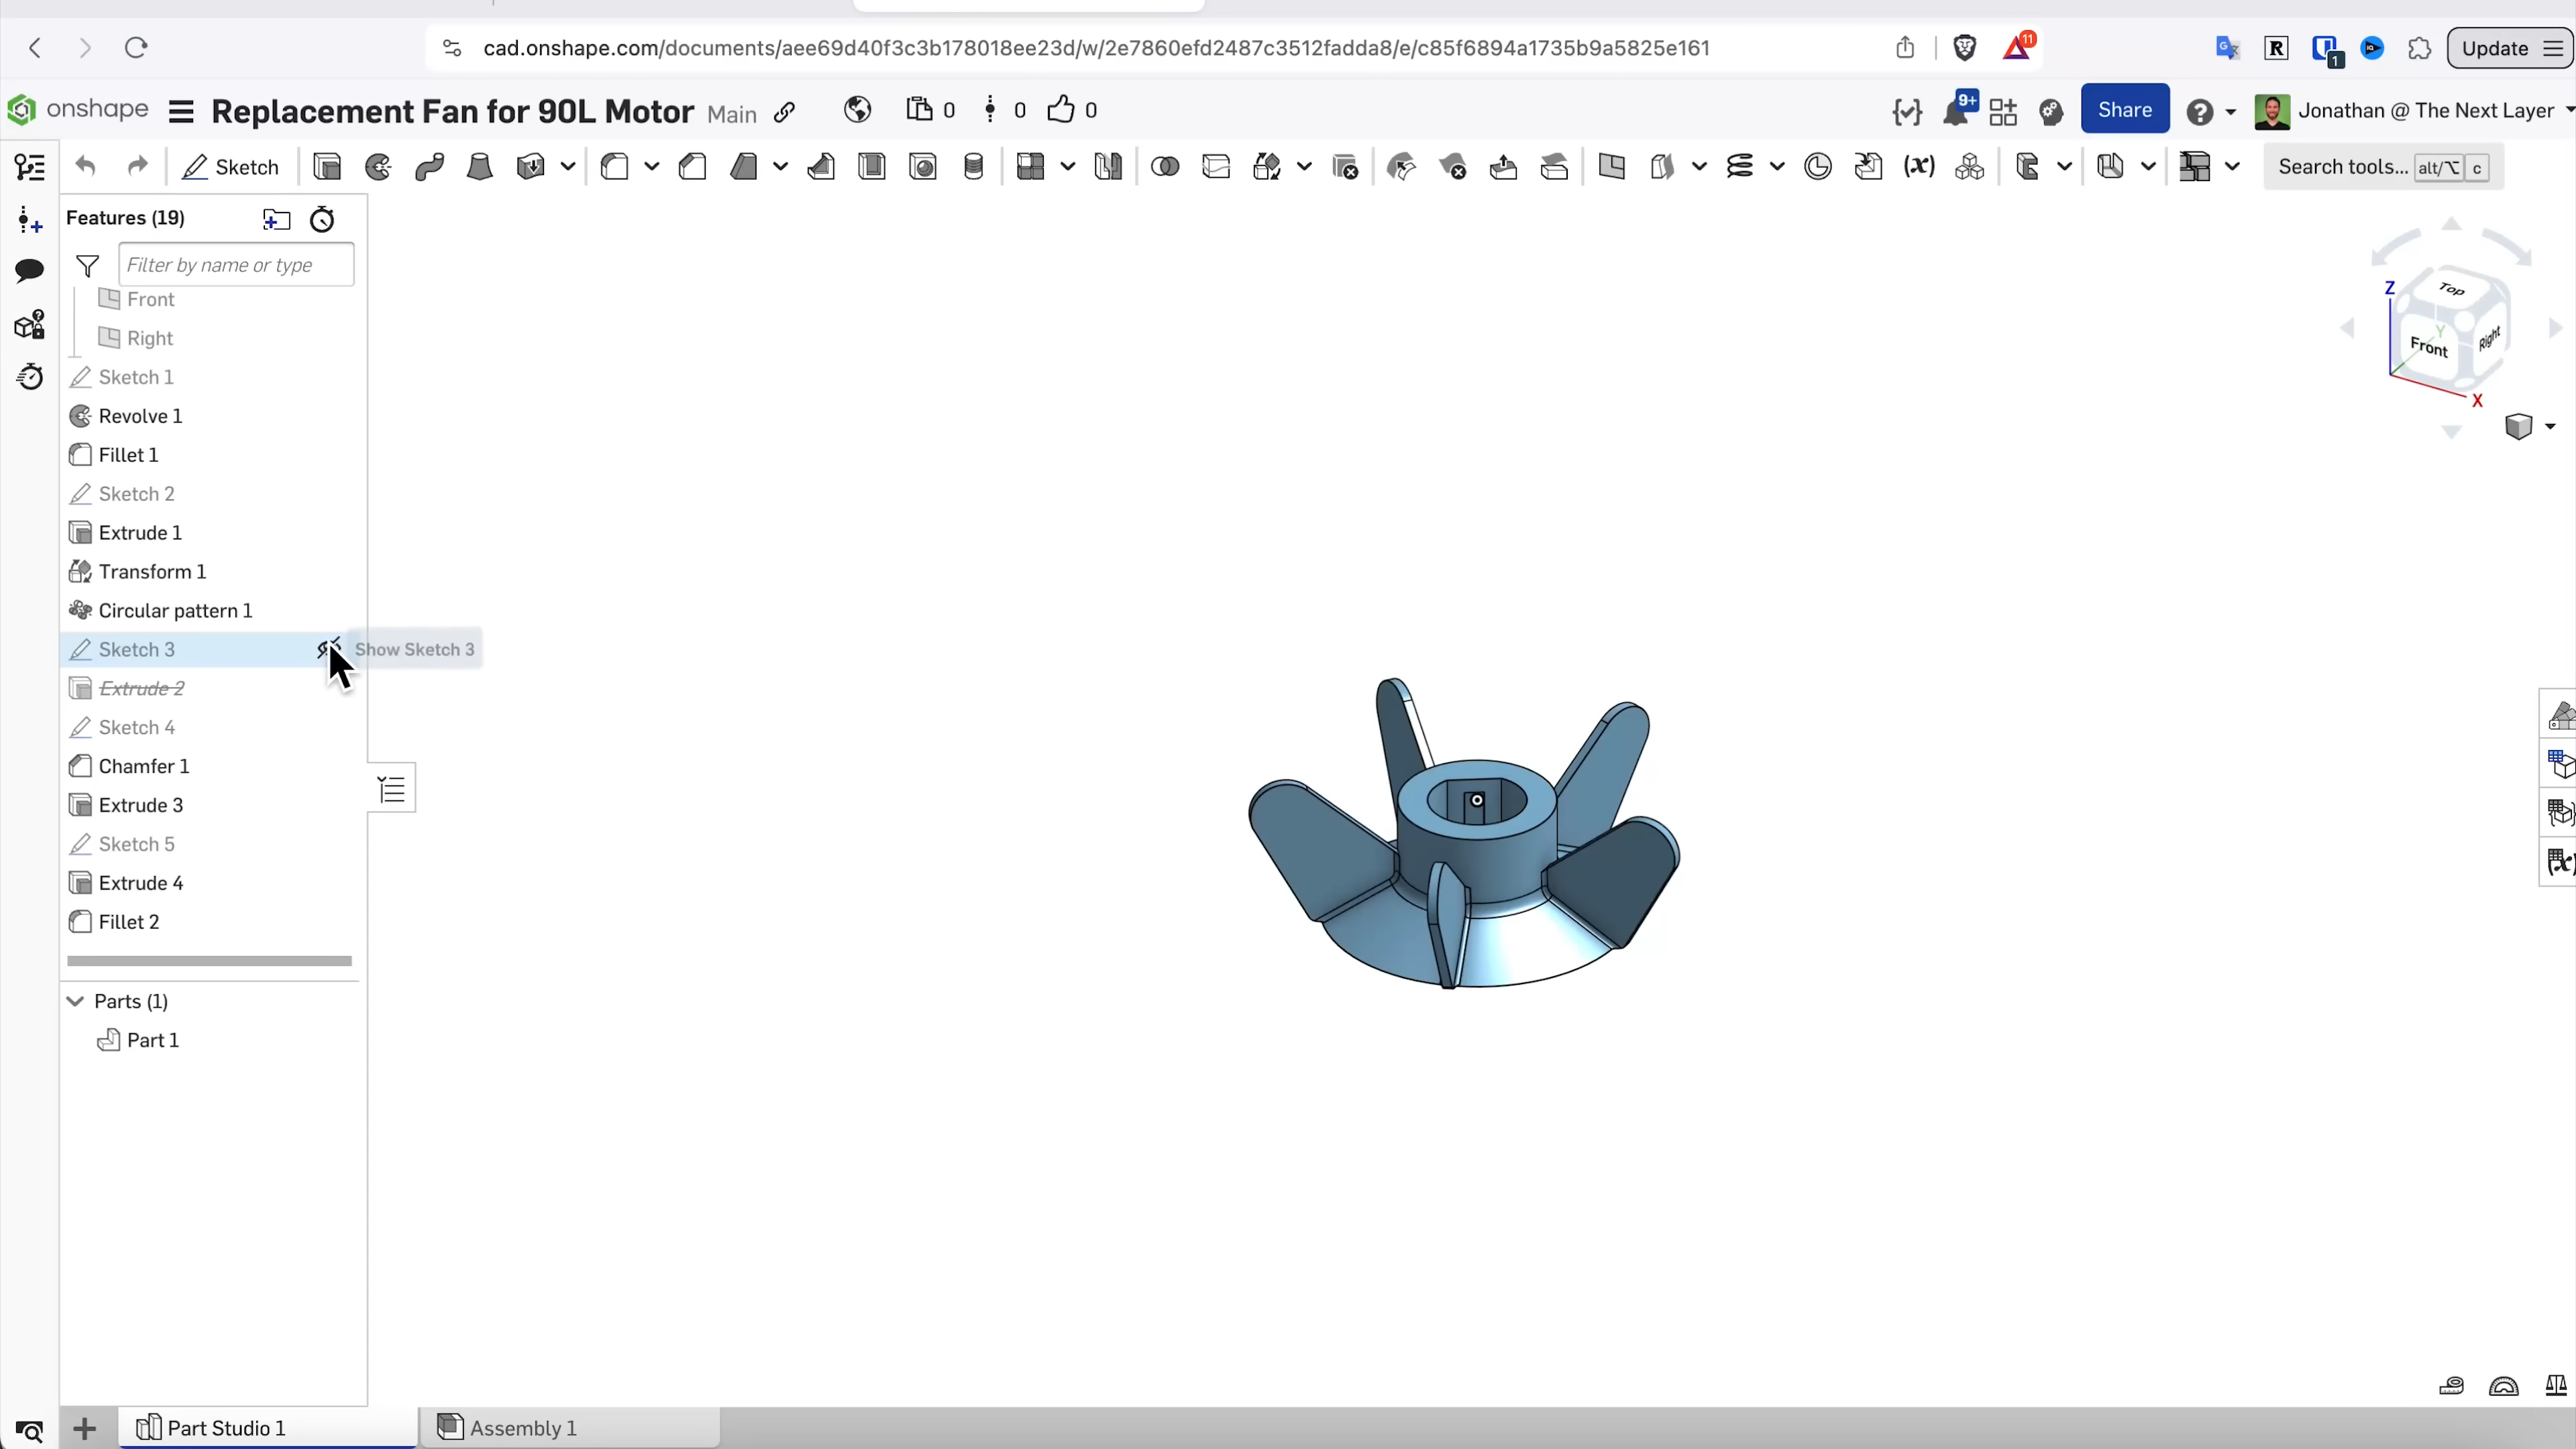 cad.onshape.com/documents/aee69d40f3c3b178018ee23d/w/2e7860efd2487c3512fadda8/e/c85f6894a1735b9a5825e161
11
R
1
Update
onshape
Replacement Fan for 90L Motor
Main
0
0
0
9+
Share
?
Jonathan @ The Next Layer
Sketch
(x)
Search tools... alt/⌥ c
Features (19)
Filter by name or type
Front
Right
Sketch 1
Revolve 1
Fillet 1
Sketch 2
Extrude 1
Transform 1
Circular pattern 1
Sketch 3
Show Sketch 3
Extrude 2
Sketch 4
Chamfer 1
Extrude 3
Sketch 5
Extrude 4
Fillet 2
Parts (1)
Part 1
Z
Top
Y
Front
Right
X
Part Studio 1
Assembly 1